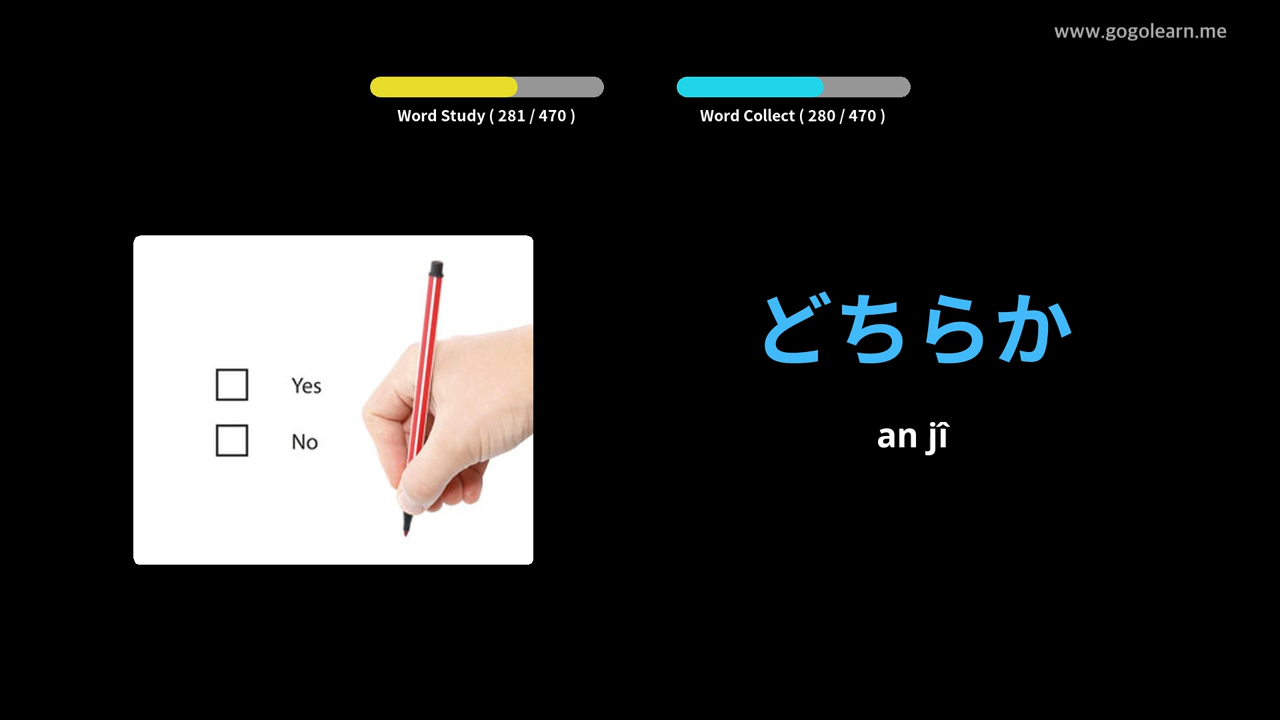 www.gogolearn.me
Word Study ( 281 / 470 )
Word Collect ( 280 / 470 )
Yes
No
どちらか
an jî